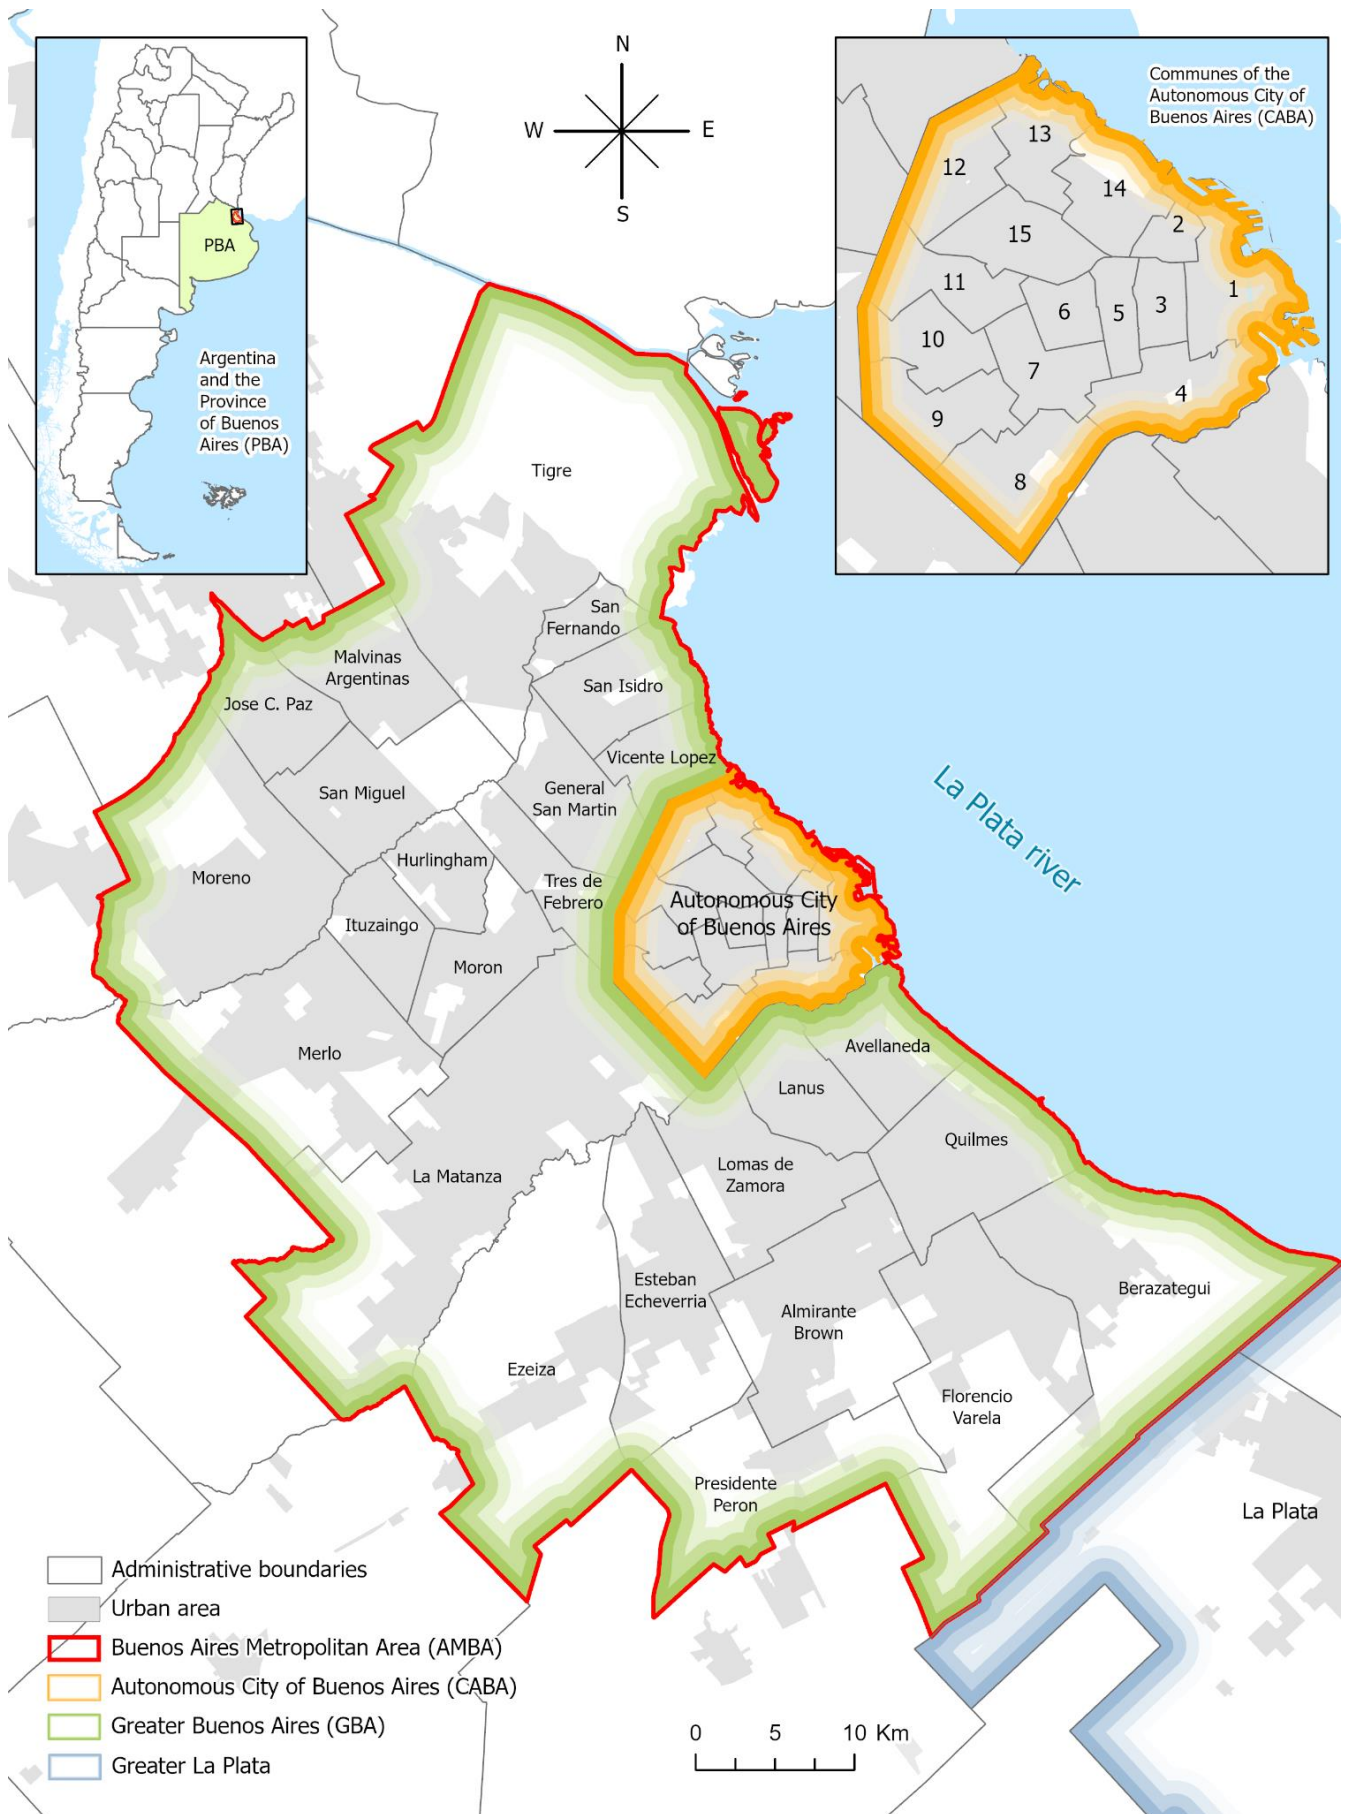 N
W
E
S
PBA
Argentina
and the
Province
of Buenos
Aires (PBA)
Communes of the
Autonomous City of
Buenos Aires (CABA)
13
12
14
2
15
11
1
6
5
3
10
7
4
9
8
Tigre
San
Fernando
Malvinas
Argentinas
San Isidro
Jose C. Paz
Vicente Lopez
San Miguel
General
San Martin
La Plata river
Hurlingham
Moreno
Tres de
Febrero
Autonomous City
of Buenos Aires
Ituzaingo
Moron
Merlo
Avellaneda
Lanus
Quilmes
La Matanza
Lomas de
Zamora
Esteban
Echeverria
Berazategui
Almirante
Brown
Ezeiza
Florencio
Varela
Presidente
Peron
La Plata
Administrative boundaries
Urban area
Buenos Aires Metropolitan Area (AMBA)
Autonomous City of Buenos Aires (CABA)
Greater Buenos Aires (GBA)
Greater La Plata
0 5 10 Km